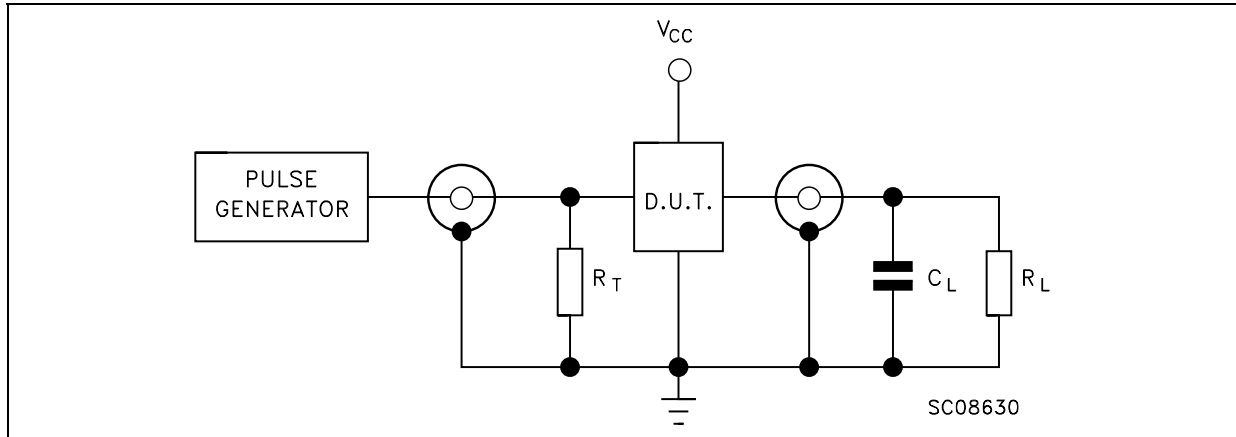 VCC
PULSE
GENERATOR
D.U.T.
RT
CL
RL
SC08630